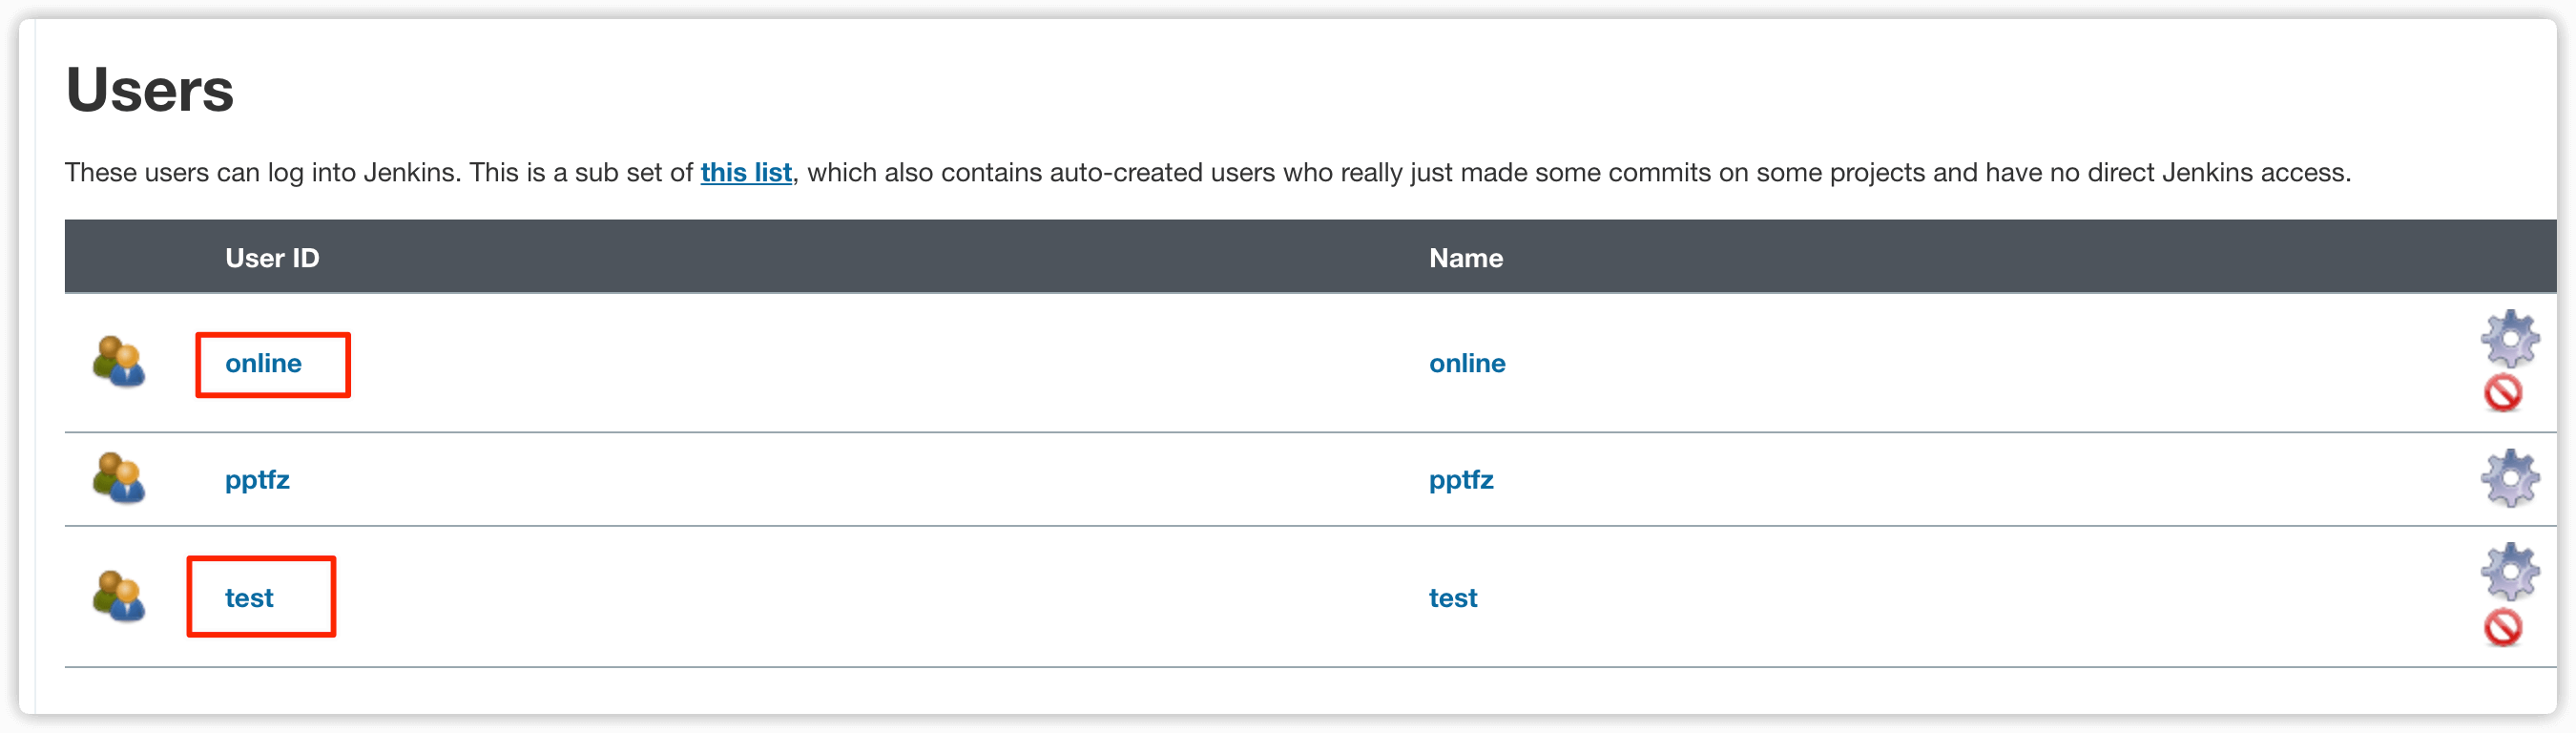 Users
These users can log into Jenkins. This is a sub set of this list, which also contains auto-created users who really just made some commits on some projects and have no direct Jenkins access.
User ID Name
online online
pptfz pptfz
test test